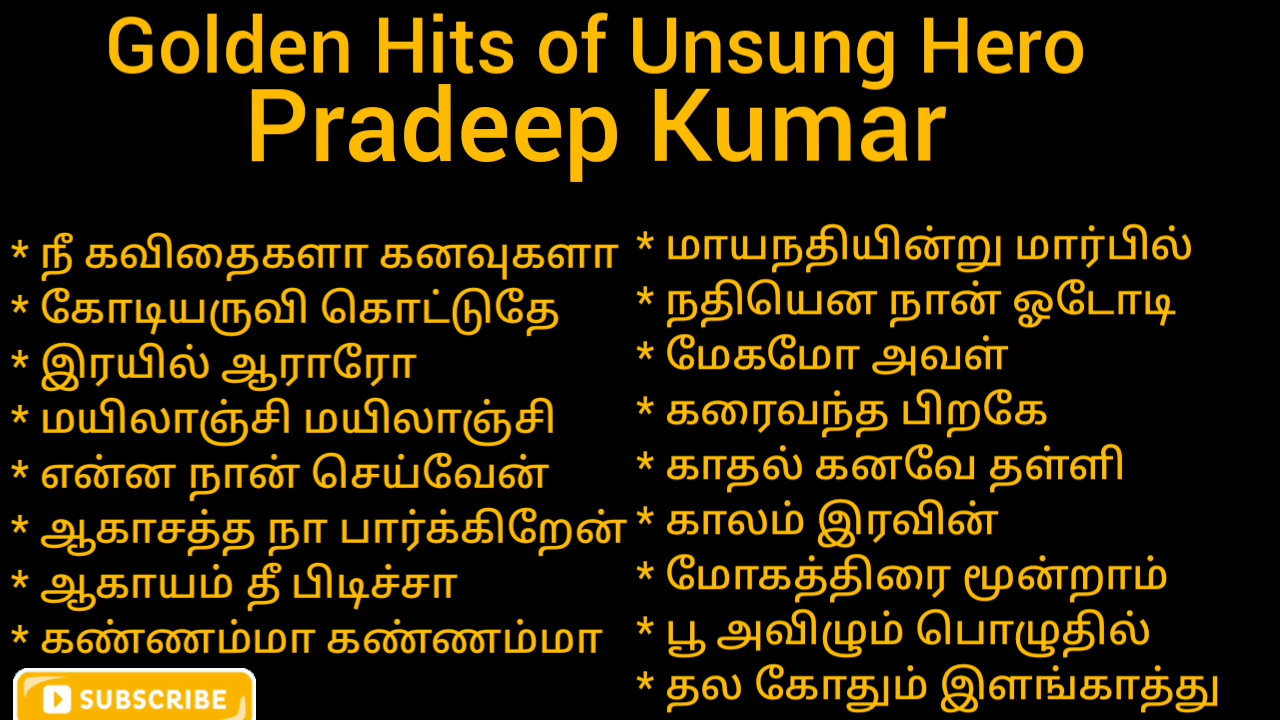 Golden Hits of Unsung Hero
Pradeep Kumar
* நீ கவிதைகளா கனவுகளா
* கோடியருவி கொட்டுதே
* இரயில் ஆராரோ
* மயிலாஞ்சி மயிலாஞ்சி
* என்ன நான் செய்வேன்
* ஆகாசத்த நா பார்க்கிறேன்
* ஆகாயம் தீ பிடிச்சா
* கண்ணம்மா கண்ணம்மா
SUBSCRIBE
* மாயநதியின்று மார்பில்
* நதியென நான் ஓடோடி
* மேகமோ அவள்
* கரைவந்த பிறகே
* காதல் கனவே தள்ளி
* காலம் இரவின்
* மோகத்திரை மூன்றாம்
* பூ அவிழும் பொழுதில்
* தல கோதும் இளங்காத்து